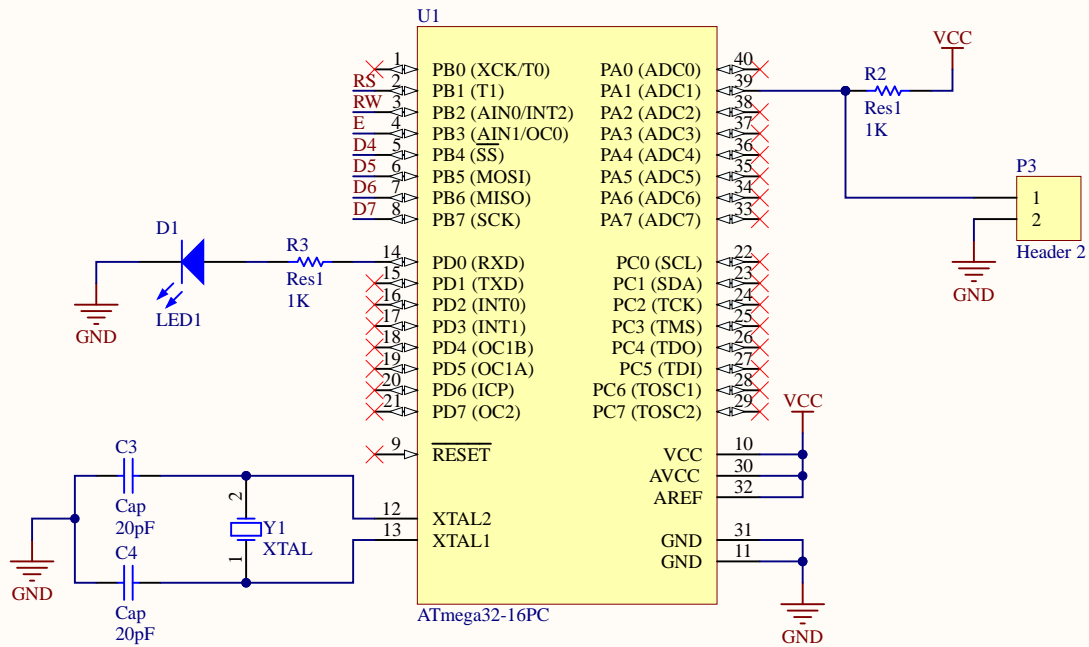 U1
1 PB0 (XCK/T0)
RS 2 PB1 (T1)
RW 3 PB2 (AIN0/INT2)
E 4 PB3 (AIN1/OC0)
D4 5 PB4 (SS)
D5 6 PB5 (MOSI)
D6 7 PB6 (MISO)
D7 8 PB7 (SCK)
14 PD0 (RXD)
15 PD1 (TXD)
16 PD2 (INT0)
17 PD3 (INT1)
18 PD4 (OC1B)
19 PD5 (OC1A)
20 PD6 (ICP)
21 PD7 (OC2)
9 RESET
12 XTAL2
13 XTAL1
PA0 (ADC0) 40
PA1 (ADC1) 39
PA2 (ADC2) 38
PA3 (ADC3) 37
PA4 (ADC4) 36
PA5 (ADC5) 35
PA6 (ADC6) 34
PA7 (ADC7) 33
PC0 (SCL) 22
PC1 (SDA) 23
PC2 (TCK) 24
PC3 (TMS) 25
PC4 (TDO) 26
PC5 (TDI) 27
PC6 (TOSC1) 28
PC7 (TOSC2) 29
VCC 10
AVCC 30
AREF 32
GND 31
GND 11
ATmega32-16PC
D1
LED1
GND
R3
Res1
1K
C3
Cap
20pF
C4
Cap
20pF
GND
2
Y1
XTAL
1
VCC
R2
Res1
1K
P3
1
2
Header 2
GND
VCC
GND